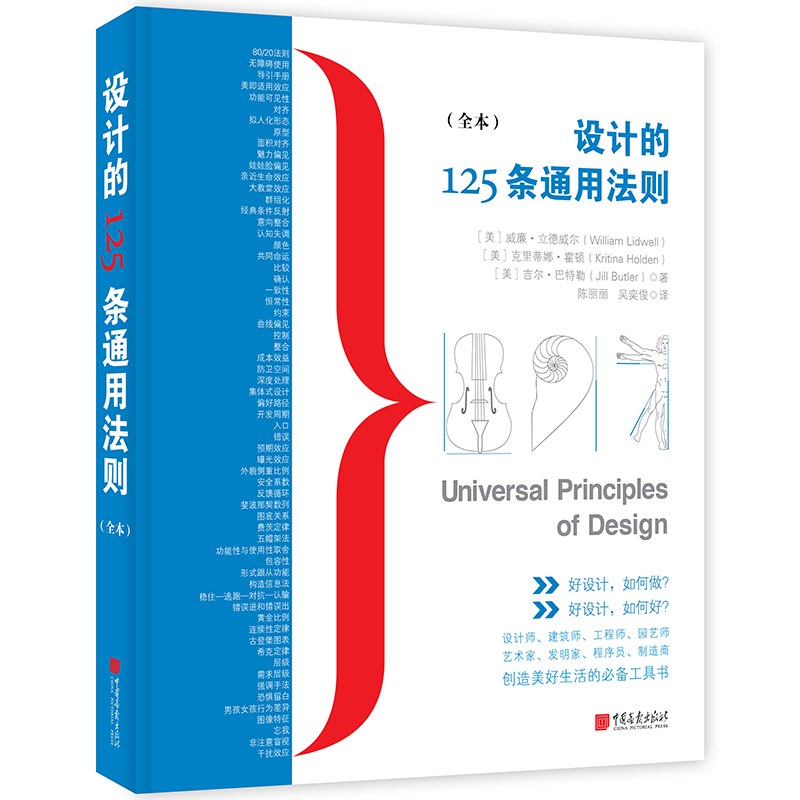 设计的 125 条通用法则
（全本）
80/20法则
无障碍使用
导引手册
美即适用效应
功能可见性
对齐
拟人化形态
原型
面积对齐
魅力偏见
娃娃脸偏见
亲近生命效应
大教堂效应
群组化
经典条件反射
意向整合
认知失调
颜色
共同命运
比较
确认
一致性
恒常性
约束
曲线偏见
控制
整合
成本效益
防卫空间
深度处理
集体式设计
偏好路径
开发周期
入口
错误
预期效应
曝光效应
外貌侧重比例
安全系数
反馈循环
斐波那契数列
图底关系
费茨定律
五帽架法
功能性与使用性取舍
包容性
形式跟从功能
构造信息法
稳住—逃跑—对抗—认输
错误进和错误出
黄金比例
连续性定律
古登堡图表
希克定律
层级
需求层级
强调手法
恐惧留白
男孩女孩行为差异
图像特征
忘我
非注意盲视
干扰效应
（全本）
设计的
125 条通用法则
［美］威廉·立德威尔（William Lidwell）
［美］克里蒂娜·霍顿（Kritina Holden）
［美］吉尔·巴特勒（Jill Butler）◎著
陈丽丽 吴奕俊◎译
Universal Principles
of Design
好设计，如何做？
好设计，如何好？
设计师、建筑师、工程师、园艺师
艺术家、发明家、程序员、制造商
创造美好生活的必备工具书
中国画报出版社
CHINA PICTORIAL PRESS
中国画报出版社
CHINA PICTORIAL PRESS